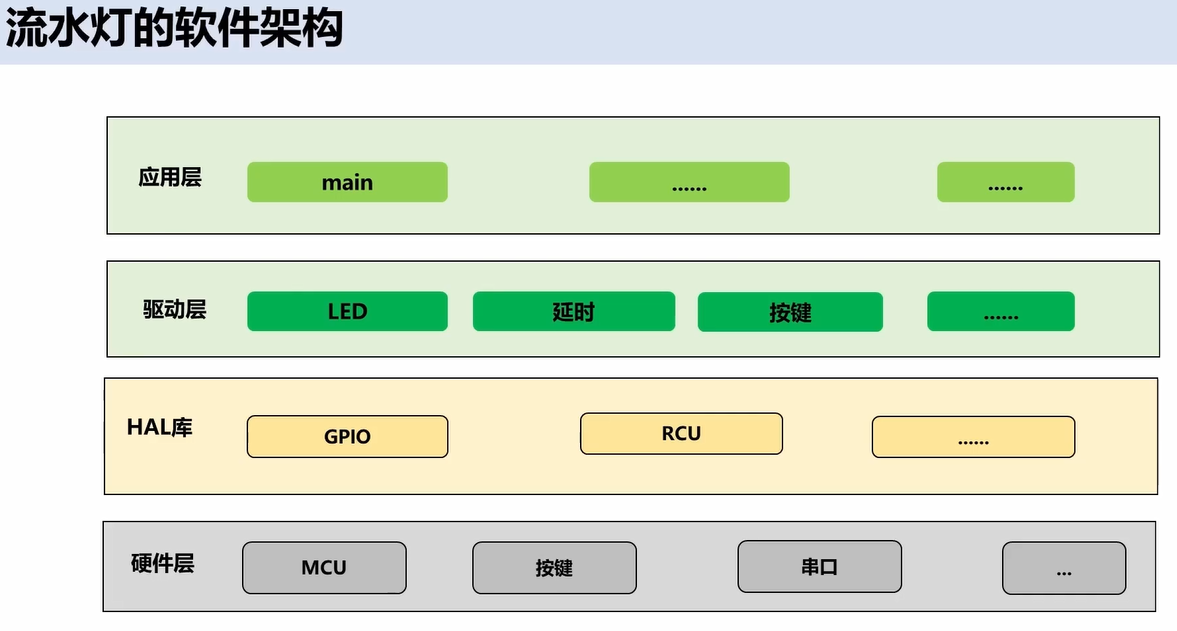 流水灯的软件架构
应用层
main
......
......
驱动层
LED
延时
按键
......
HAL库
GPIO
RCU
......
硬件层
MCU
按键
串口
...